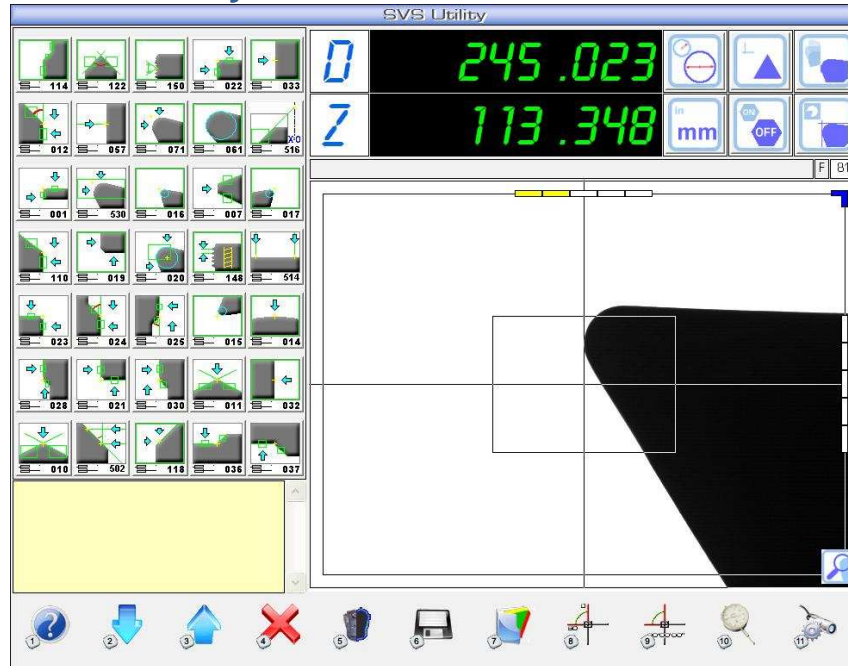 SVS Utility
114 122 150 022 033
012 057 071 061 X-0 516
001 530 016 007 017
110 019 020 148 514
023 024 025 015 014
028 021 030 011 032
010 502 118 036 037
D 245.023
Z 113.348
in
mm
ON
OFF
F 81
1 2 3 4 5 6 7 8 9 10 11